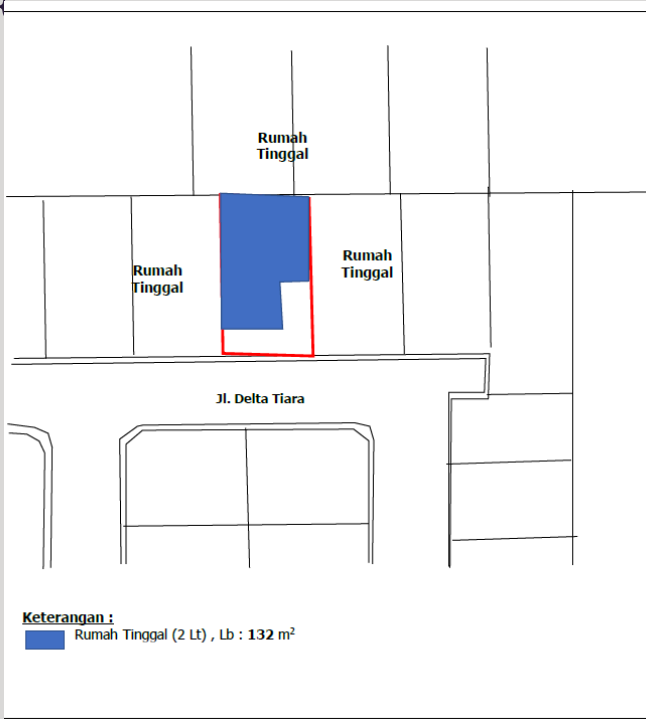 Rumah
Tinggal
Rumah
Tinggal
Rumah
Tinggal
Jl. Delta Tiara
Keterangan :
Rumah Tinggal (2 Lt) , Lb : 132 m²